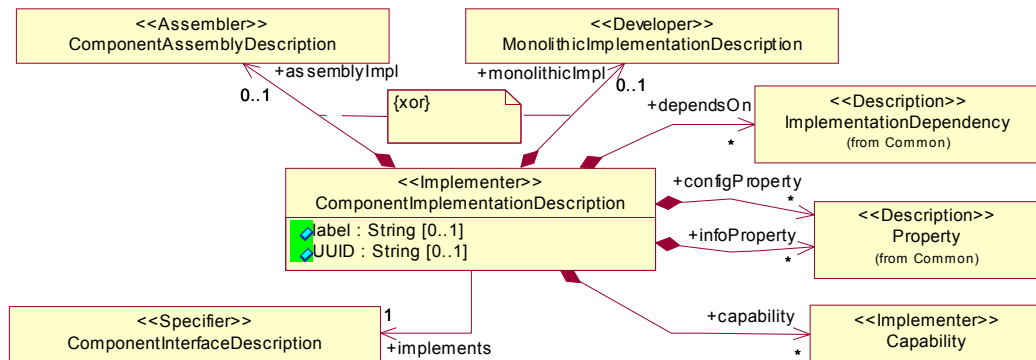 <<Assembler>>
ComponentAssemblyDescription
<<Developer>>
MonolithicImplementationDescription
+assemblyImpl
0..1
+monolithicImpl
0..1
{xor}
+dependsOn
*
<<Description>>
ImplementationDependency
(from Common)
<<Implementer>>
ComponentImplementationDescription
label : String [0..1]
UUID : String [0..1]
+configProperty
*
+infoProperty
*
<<Description>>
Property
(from Common)
<<Specifier>>
ComponentInterfaceDescription
1
+implements
+capability
*
<<Implementer>>
Capability